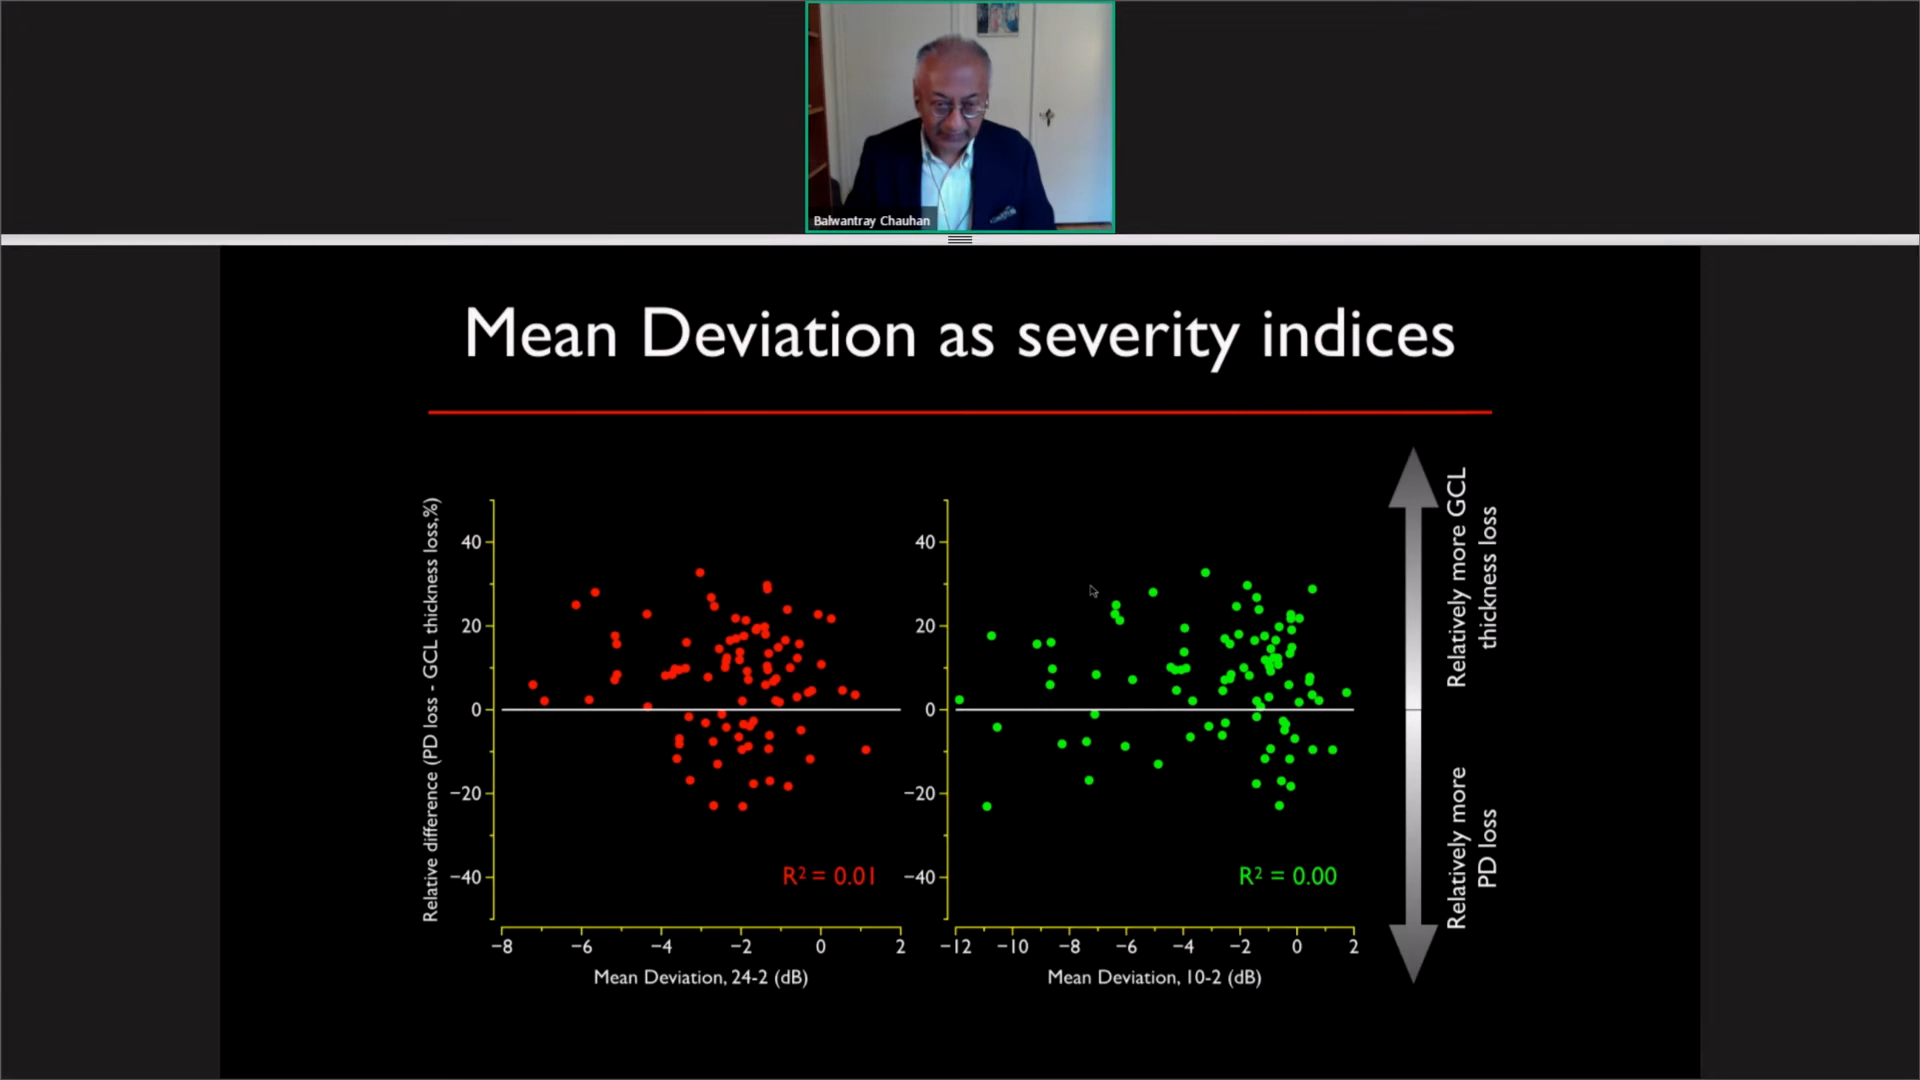 Balwantray Chauhan
Mean Deviation as severity indices
Relative difference (PD loss - GCL thickness loss,%)
40
20
0
−20
−40
R² = 0.01
−8 −6 −4 −2 0 2
Mean Deviation, 24-2 (dB)
40
20
0
−20
−40
R² = 0.00
−12 −10 −8 −6 −4 −2 0 2
Mean Deviation, 10-2 (dB)
Relatively more GCL
thickness loss
Relatively more
PD loss